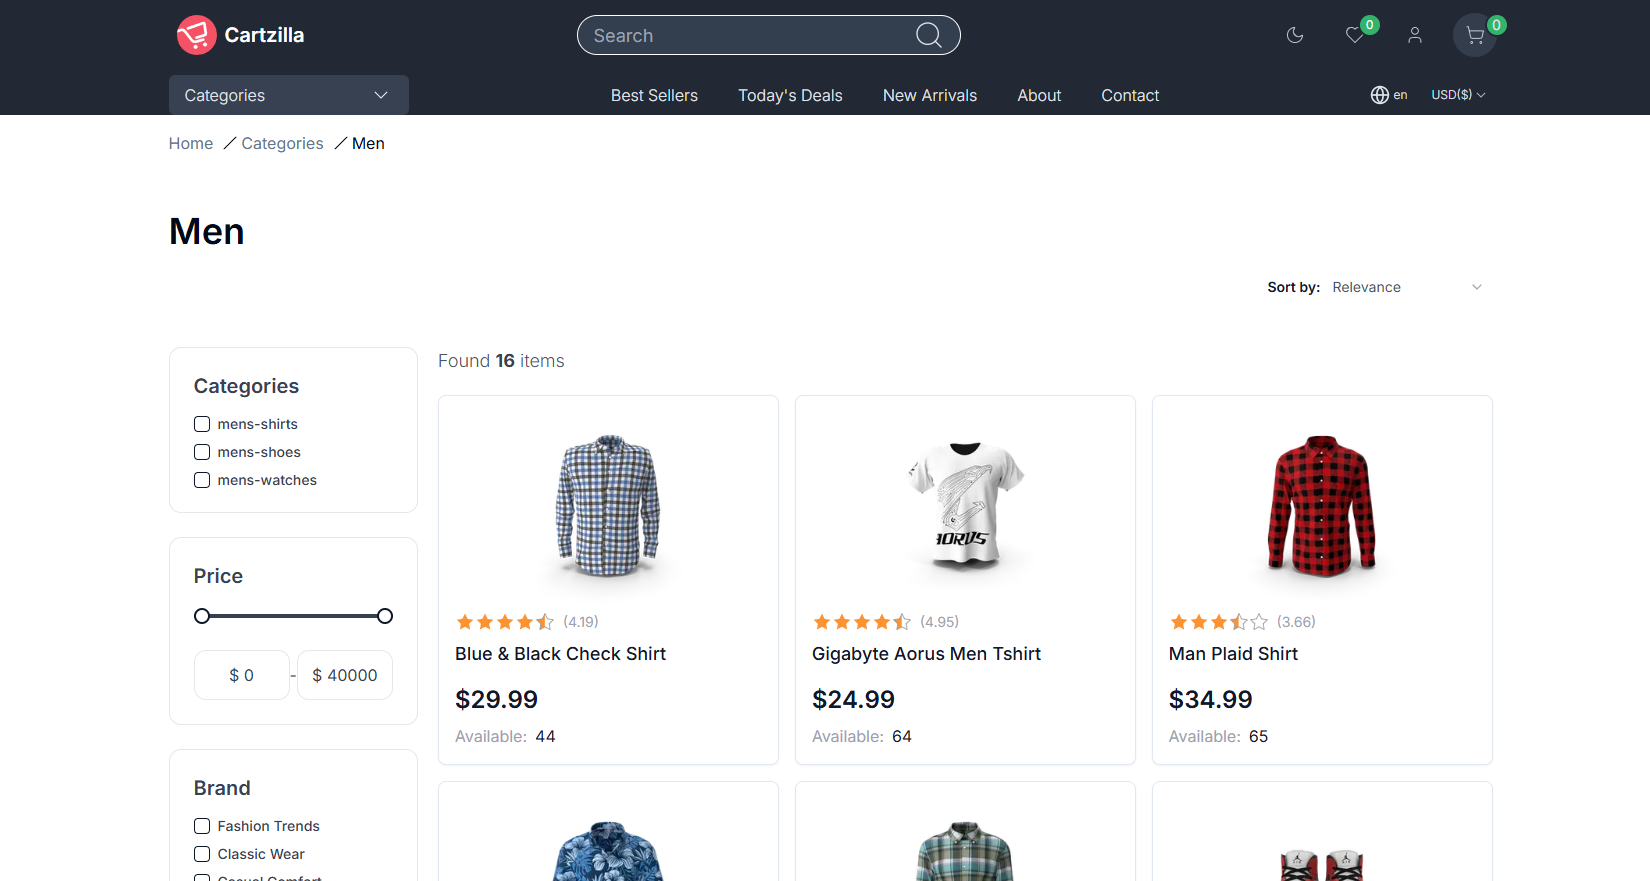 Cartzilla
Search
0
0
Categories
Best Sellers
Today's Deals
New Arrivals
About
Contact
en
USD($)
Home / Categories / Men
Men
Sort by: Relevance
Categories
mens-shirts
mens-shoes
mens-watches
Price
$ 0 - $ 40000
Brand
Fashion Trends
Classic Wear
Casual Comfort
Found 16 items
AORUS
(4.19)
Blue & Black Check Shirt
$29.99
Available: 44
(4.95)
Gigabyte Aorus Men Tshirt
$24.99
Available: 64
(3.66)
Man Plaid Shirt
$34.99
Available: 65